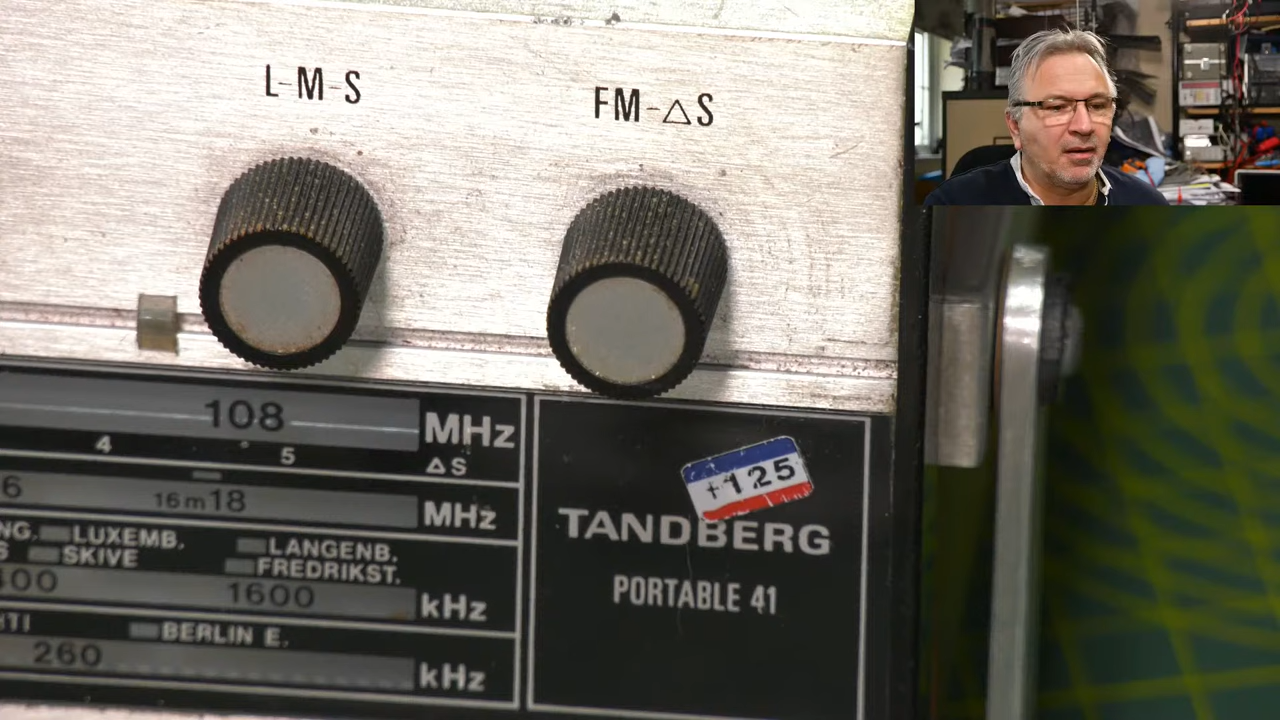 L-M-S
FM-△S
108
MHz
4
5
△S
6
16m18
MHz
LUXEMB.
LANGENB.
SKIVE
FREDRIKST.
1600
kHz
BERLIN E.
260
kHz
+125
TANDBERG
PORTABLE 41